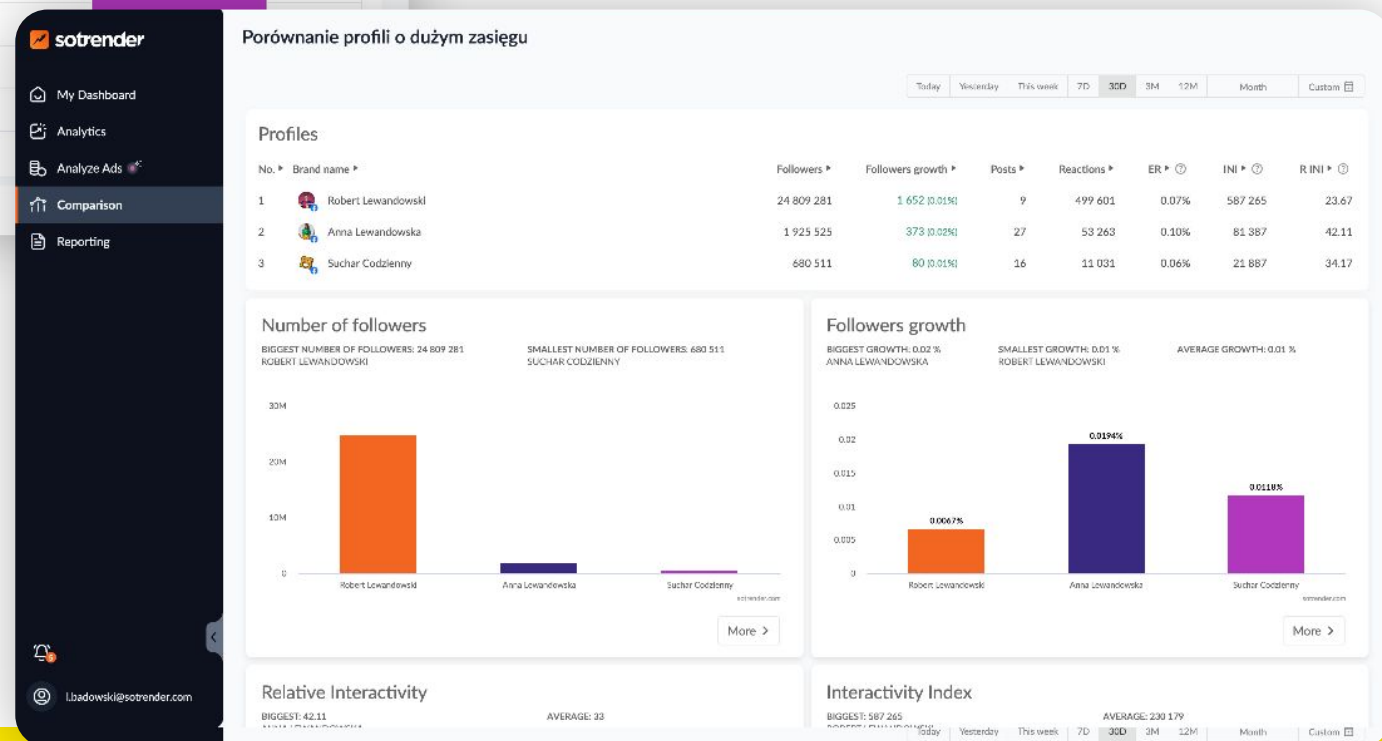 sotrender
Porównanie profili o dużym zasięgu
My Dashboard
Analytics
Analyze Ads
Comparison
Reporting
Today Yesterday This week 7D 30D 3M 12M Month Custom
Profiles
No. Brand name Followers Followers growth Posts Reactions ER INI R INI
1 Robert Lewandowski 24 809 281 1 652 (0.01%) 9 499 601 0.07% 587 265 23.67
2 Anna Lewandowska 1 925 525 373 (0.02%) 27 53 263 0.10% 81 387 42.11
3 Suchar Codzienny 680 511 80 (0.01%) 16 11 031 0.06% 21 887 34.17
Number of followers
BIGGEST NUMBER OF FOLLOWERS: 24 809 281 SMALLEST NUMBER OF FOLLOWERS: 680 511
ROBERT LEWANDOWSKI SUCHAR CODZIENNY
30M
20M
10M
0
Robert Lewandowski Anna Lewandowska Suchar Codzienny
sotrender.com
More
Followers growth
BIGGEST GROWTH: 0.02 % SMALLEST GROWTH: 0.01 % AVERAGE GROWTH: 0.01 %
ANNA LEWANDOWSKA ROBERT LEWANDOWSKI
0.025
0.02
0.015
0.01
0.005
0
0.0067%
0.0194%
0.0118%
Robert Lewandowski Anna Lewandowska Suchar Codzienny
sotrender.com
More
Relative Interactivity
BIGGEST: 42.11 AVERAGE: 33
Interactivity Index
BIGGEST: 587 265 AVERAGE: 230 179
Today Yesterday This week 7D 30D 3M 12M Month Custom
5
l.badowski@sotrender.com